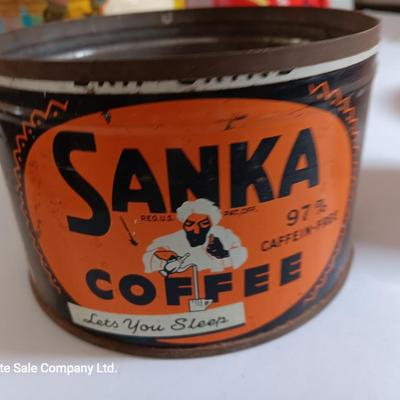 SANKA
REG. U.S. PAT. OFF.
97%
CAFFEIN-FREE
COFFEE
Lets You Sleep
te Sale Company Ltd.